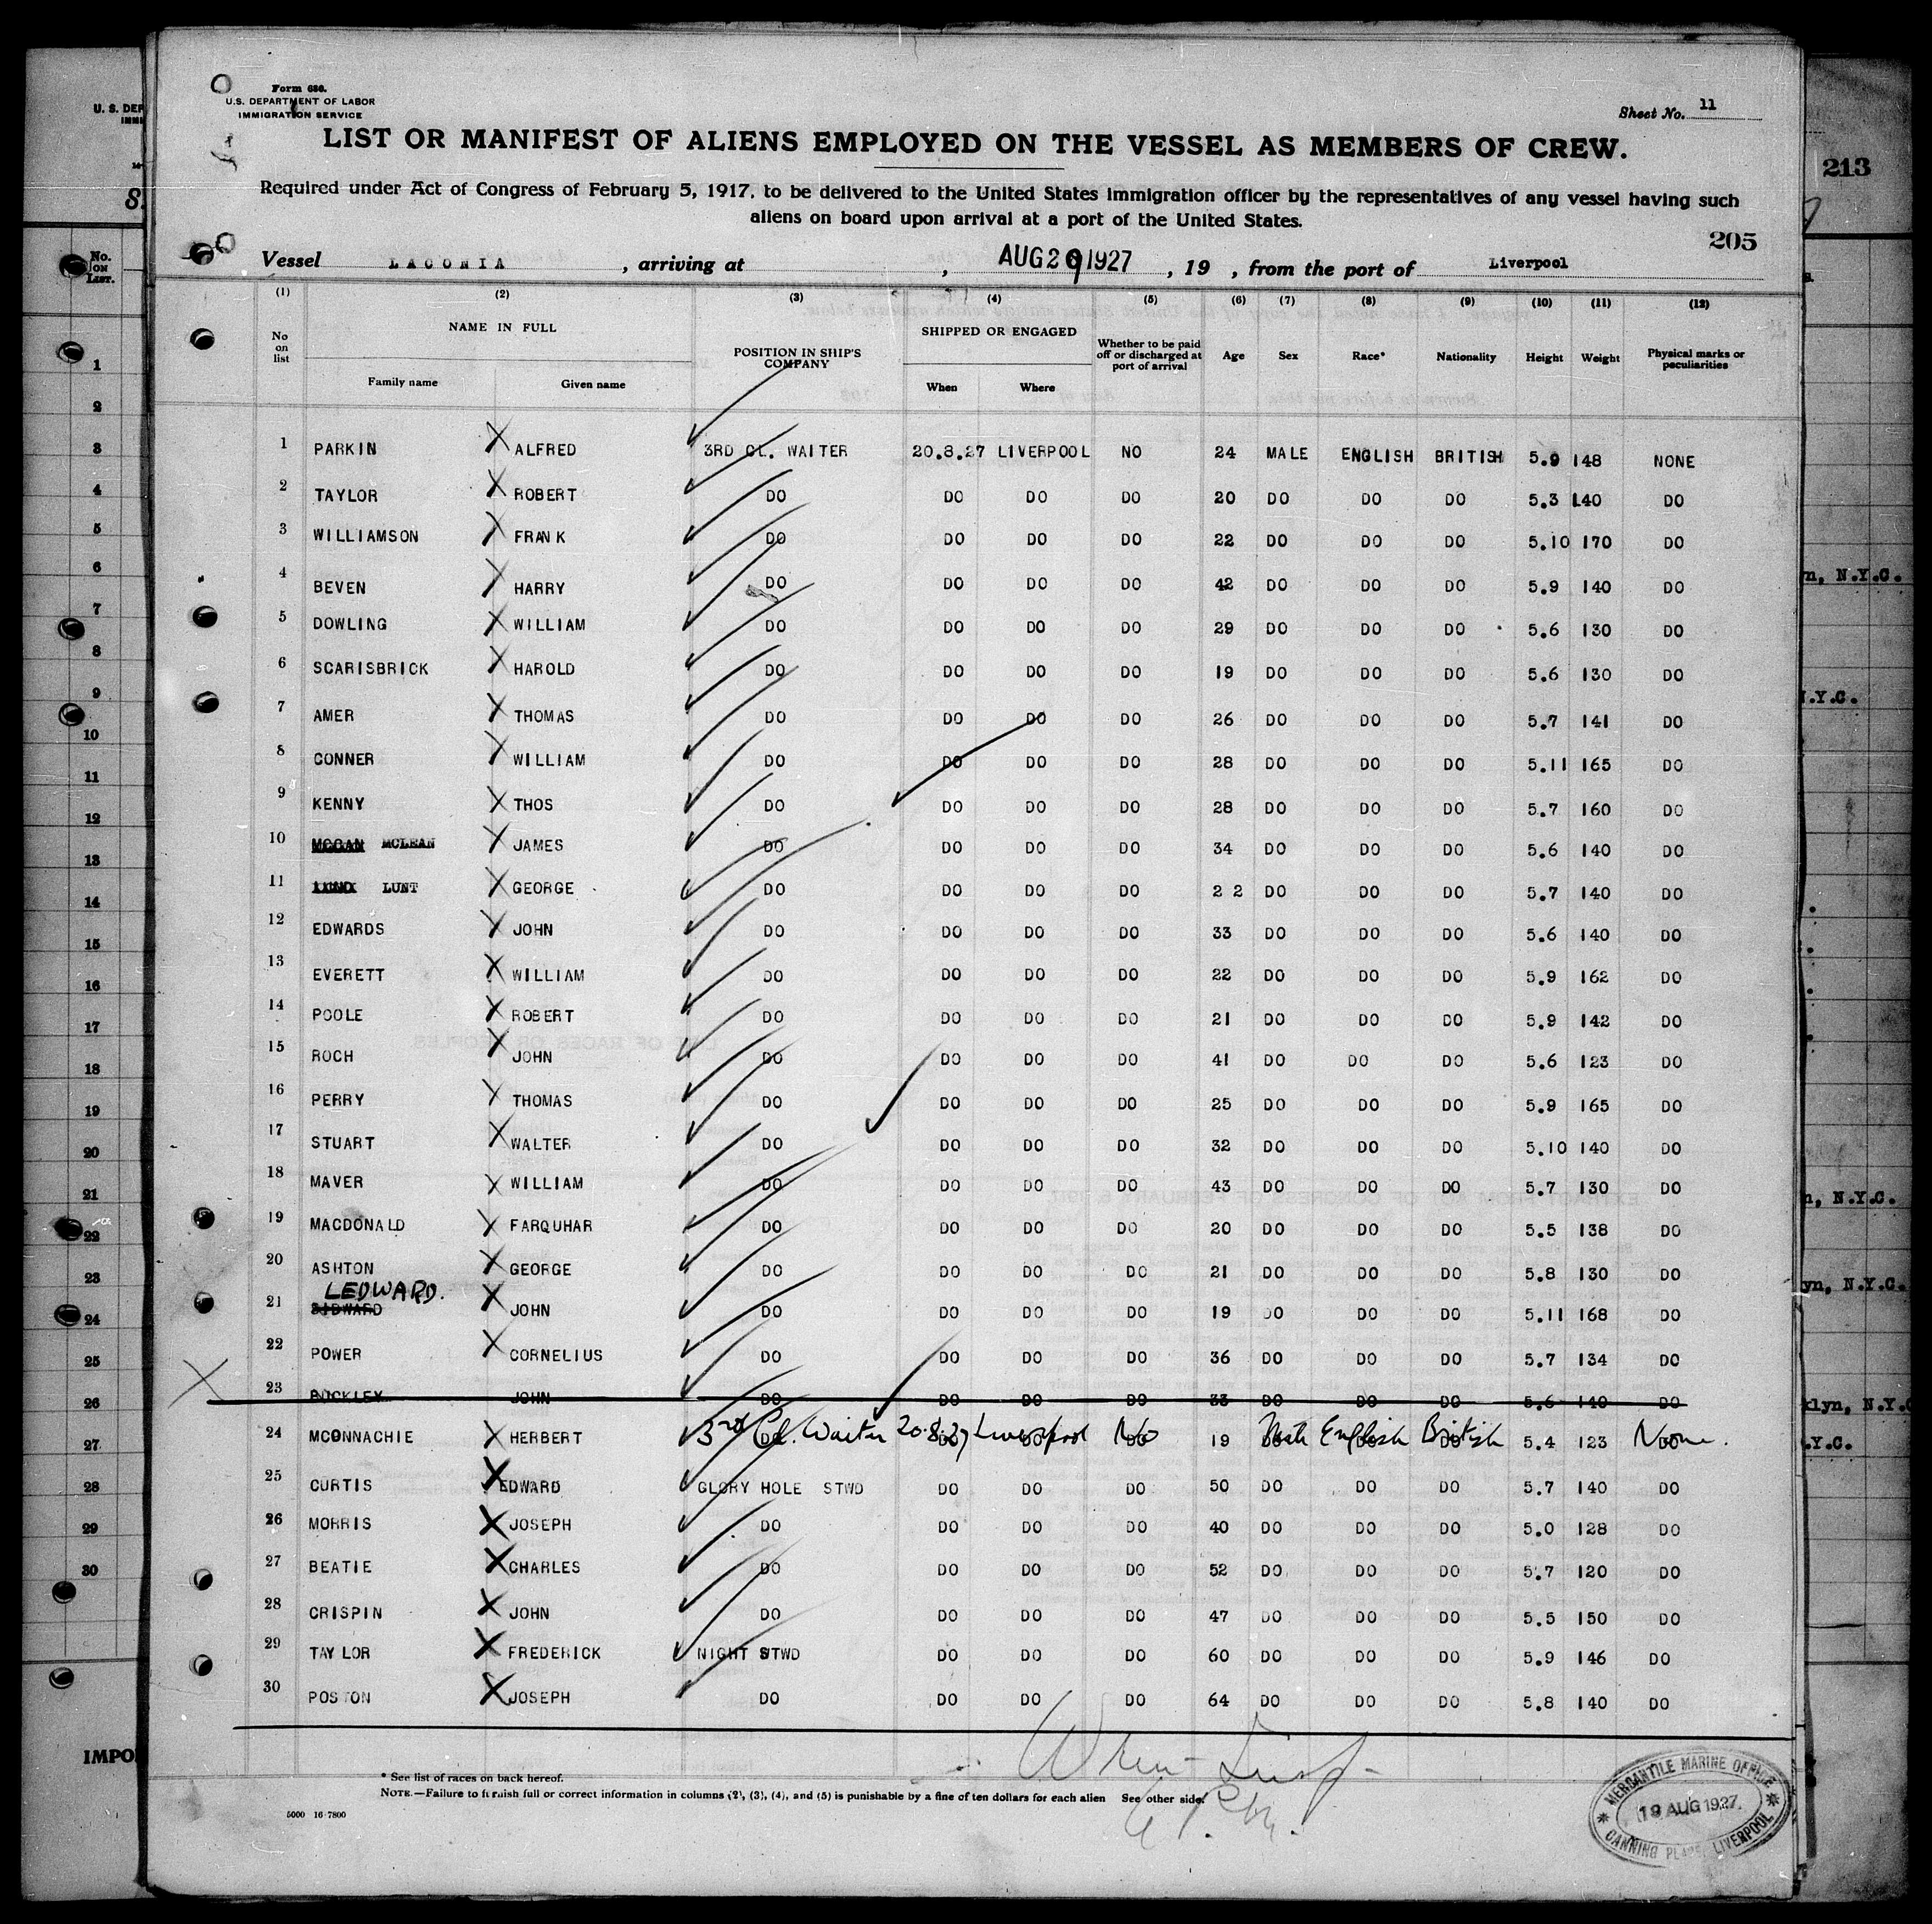 Form 686.
U.S. DEPARTMENT OF LABOR
IMMIGRATION SERVICE
Sheet No. 11
LIST OR MANIFEST OF ALIENS EMPLOYED ON THE VESSEL AS MEMBERS OF CREW.
Required under Act of Congress of February 5, 1917, to be delivered to the United States immigration officer by the representatives of any vessel having such
aliens on board upon arrival at a port of the United States.
205
213
Vessel LACONIA, arriving at , AUG 29 1927, 19 , from the port of Liverpool
(1) (2) (3) (4) (5) (6) (7) (8) (9) (10) (11) (12)
No on list NAME IN FULL POSITION IN SHIP'S COMPANY SHIPPED OR ENGAGED Whether to be paid off or discharged at port of arrival Age Sex Race* Nationality Height Weight Physical marks or peculiarities
Family name Given name When Where
1 PARKIN ALFRED 3RD CL. WAITER 20.8.27 LIVERPOOL NO 24 MALE ENGLISH BRITISH 5.9 148 NONE
2 TAYLOR ROBERT DO DO DO DO 20 DO DO DO 5.3 140 DO
3 WILLIAMSON FRANK DO DO DO DO 22 DO DO DO 5.10 170 DO
4 BEVEN HARRY DO DO DO DO 42 DO DO DO 5.9 140 DO
5 DOWLING WILLIAM DO DO DO DO 29 DO DO DO 5.6 130 DO
6 SCARISBRICK HAROLD DO DO DO DO 19 DO DO DO 5.6 130 DO
7 AMER THOMAS DO DO DO DO 26 DO DO DO 5.7 141 DO
8 CONNER WILLIAM DO DO DO DO 28 DO DO DO 5.11 165 DO
9 KENNY THOS DO DO DO DO 28 DO DO DO 5.7 160 DO
10 MCLEAN JAMES DO DO DO DO 34 DO DO DO 5.6 140 DO
11 LUNT GEORGE DO DO DO DO 2 2 DO DO DO 5.7 140 DO
12 EDWARDS JOHN DO DO DO DO 33 DO DO DO 5.6 140 DO
13 EVERETT WILLIAM DO DO DO DO 22 DO DO DO 5.9 162 DO
14 POOLE ROBERT DO DO DO DO 21 DO DO DO 5.9 142 DO
15 ROCH JOHN DO DO DO DO 41 DO DO DO 5.6 123 DO
16 PERRY THOMAS DO DO DO DO 25 DO DO DO 5.9 165 DO
17 STUART WALTER DO DO DO DO 32 DO DO DO 5.10 140 DO
18 MAVER WILLIAM DO DO DO DO 43 DO DO DO 5.7 130 DO
19 MACDONALD FARQUHAR DO DO DO DO 20 DO DO DO 5.5 138 DO
20 ASHTON GEORGE DO DO DO DO 21 DO DO DO 5.8 130 DO
LEDWARD.
21 JOHN DO DO DO DO 19 DO DO DO 5.11 168 DO
22 POWER CORNELIUS DO DO DO DO 36 DO DO DO 5.7 134 DO
23 BUCKLEY JOHN DO DO DO DO 33 DO DO DO 5.6 140 DO
24 MCONNACHIE HERBERT 3rd Cl. Waiter 20.8.27 Liverpool No 19 Male English British 5.4 123 None.
25 CURTIS EDWARD GLORY HOLE STWD DO DO DO 50 DO DO DO 5.7 140 DO
26 MORRIS JOSEPH DO DO DO DO 40 DO DO DO 5.0 128 DO
27 BEATIE CHARLES DO DO DO DO 52 DO DO DO 5.7 120 DO
28 CRISPIN JOHN DO DO DO DO 47 DO DO DO 5.5 150 DO
29 TAYLOR FREDERICK NIGHT STWD DO DO DO 60 DO DO DO 5.9 146 DO
30 POSTON JOSEPH DO DO DO DO 64 DO DO DO 5.8 140 DO
* See list of races on back hereof.
NOTE.—Failure to furnish full or correct information in columns (2), (3), (4), and (5) is punishable by a fine of ten dollars for each alien See other side.
5000 16-7800
MERCANTILE MARINE OFFICE
19 AUG 1927
CANNING PLACE, LIVERPOOL